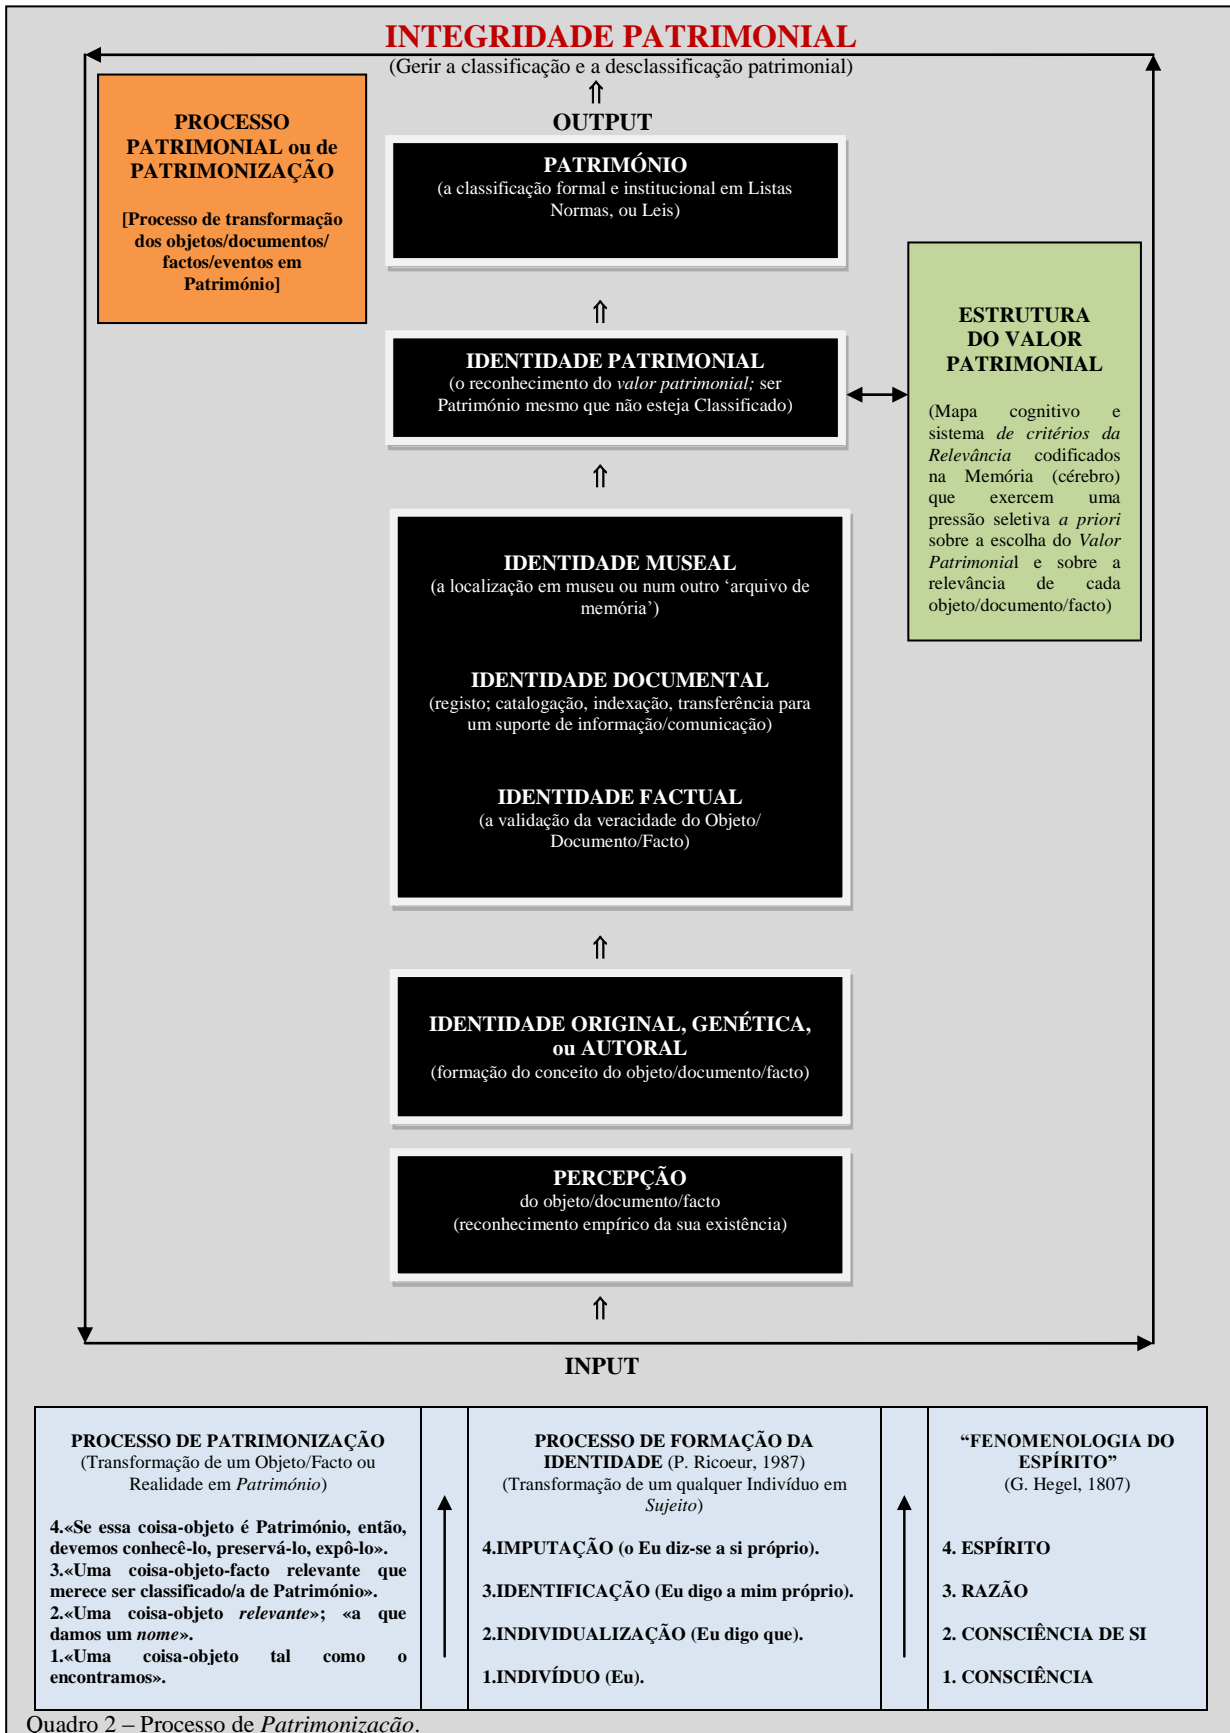 INTEGRIDADE PATRIMONIAL
(Gerir a classificação e a desclassificação patrimonial)
⇑
OUTPUT
PROCESSO
PATRIMONIAL ou de
PATRIMONIZAÇÃO
[Processo de transformação
dos objetos/documentos/
factos/eventos em
Património]
PATRIMÓNIO
(a classificação formal e institucional em Listas
Normas, ou Leis)
⇑
IDENTIDADE PATRIMONIAL
(o reconhecimento do valor patrimonial; ser
Património mesmo que não esteja Classificado)
ESTRUTURA
DO VALOR
PATRIMONIAL
(Mapa cognitivo e
sistema de critérios da
Relevância codificados
na Memória (cérebro)
que exercem uma
pressão seletiva a priori
sobre a escolha do Valor
Patrimonial e sobre a
relevância de cada
objeto/documento/facto)
⇑
IDENTIDADE MUSEAL
(a localização em museu ou num outro ‘arquivo de
memória’)
IDENTIDADE DOCUMENTAL
(registo; catalogação, indexação, transferência para
um suporte de informação/comunicação)
IDENTIDADE FACTUAL
(a validação da veracidade do Objeto/
Documento/Facto)
⇑
IDENTIDADE ORIGINAL, GENÉTICA,
ou AUTORAL
(formação do conceito do objeto/documento/facto)
PERCEPÇÃO
do objeto/documento/facto
(reconhecimento empírico da sua existência)
⇑
INPUT
PROCESSO DE PATRIMONIZAÇÃO
(Transformação de um Objeto/Facto ou
Realidade em Património)
4.«Se essa coisa-objeto é Património, então,
devemos conhecê-lo, preservá-lo, expô-lo».
3.«Uma coisa-objeto-facto relevante que
merece ser classificado/a de Património».
2.«Uma coisa-objeto relevante»; «a que
damos um nome».
1.«Uma coisa-objeto tal como o
encontramos».
PROCESSO DE FORMAÇÃO DA
IDENTIDADE (P. Ricoeur, 1987)
(Transformação de um qualquer Indivíduo em
Sujeito)
4.IMPUTAÇÃO (o Eu diz-se a si próprio).
3.IDENTIFICAÇÃO (Eu digo a mim próprio).
2.INDIVIDUALIZAÇÃO (Eu digo que).
1.INDIVÍDUO (Eu).
“FENOMENOLOGIA DO
ESPÍRITO”
(G. Hegel, 1807)
4. ESPÍRITO
3. RAZÃO
2. CONSCIÊNCIA DE SI
1. CONSCIÊNCIA
Quadro 2 – Processo de Patrimonização.